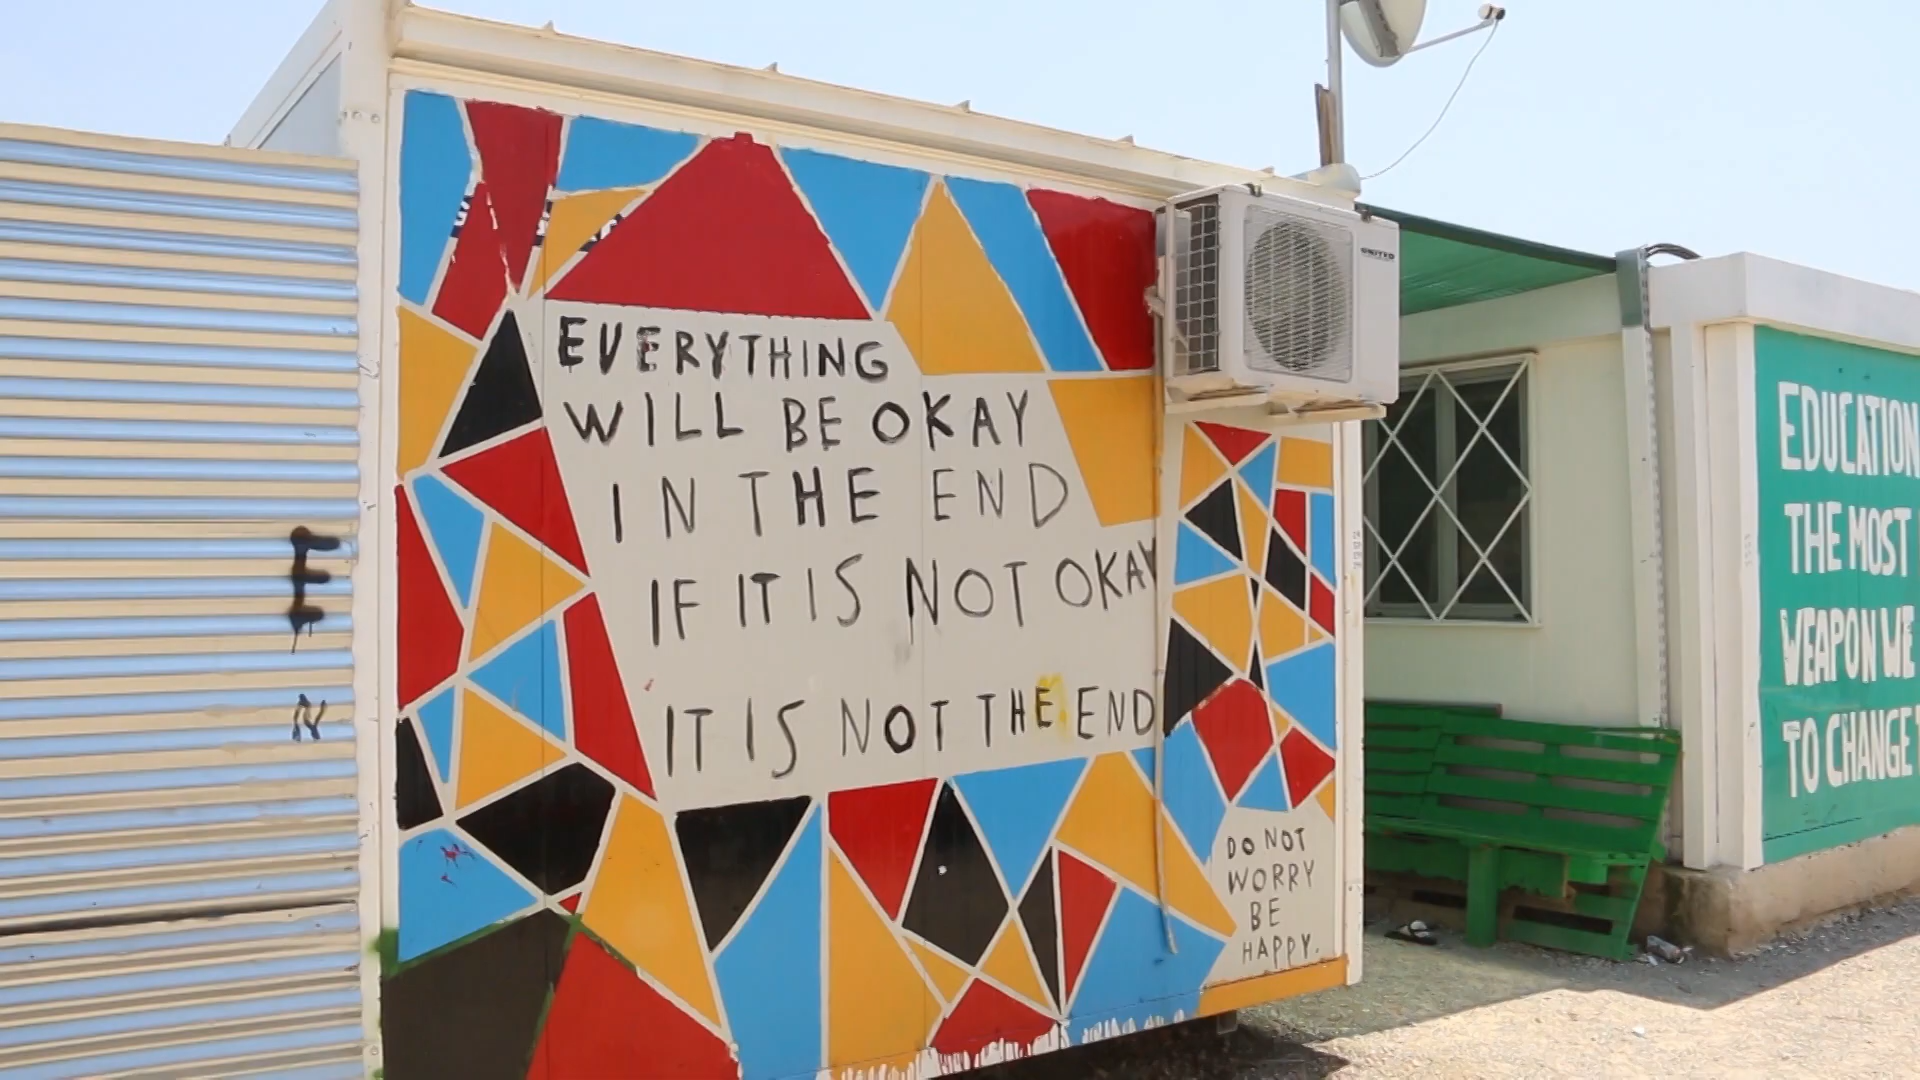 EVERYTHING
WILL BE OKAY
IN THE END
IF IT IS NOT OKAY
IT IS NOT THE END
DO NOT
WORRY
BE
HAPPY.
UNITED
EDUCATION
THE MOST
WEAPON WE
TO CHANGE